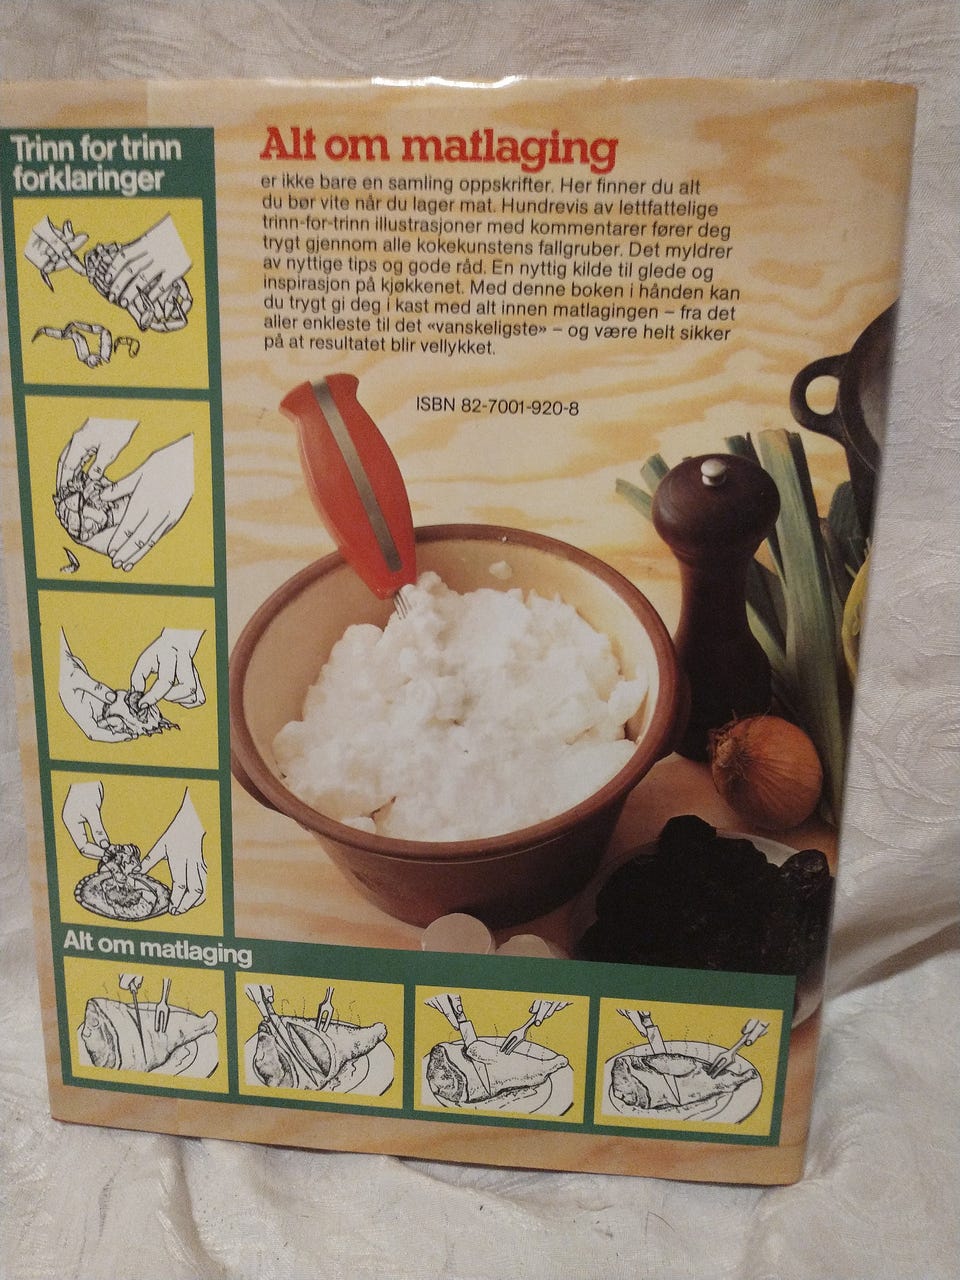 Trinn for trinn
forklaringer
Alt om matlaging
er ikke bare en samling oppskrifter. Her finner du alt
du bør vite når du lager mat. Hundrevis av lettfattelige
trinn-for-trinn illustrasjoner med kommentarer fører deg
trygt gjennom alle kokekunstens fallgruber. Det myldrer
av nyttige tips og gode råd. En nyttig kilde til glede og
inspirasjon på kjøkkenet. Med denne boken i hånden kan
du trygt gi deg i kast med alt innen matlagingen – fra det
aller enkleste til det «vanskeligste» – og være helt sikker
på at resultatet blir vellykket.
ISBN 82-7001-920-8
Alt om matlaging